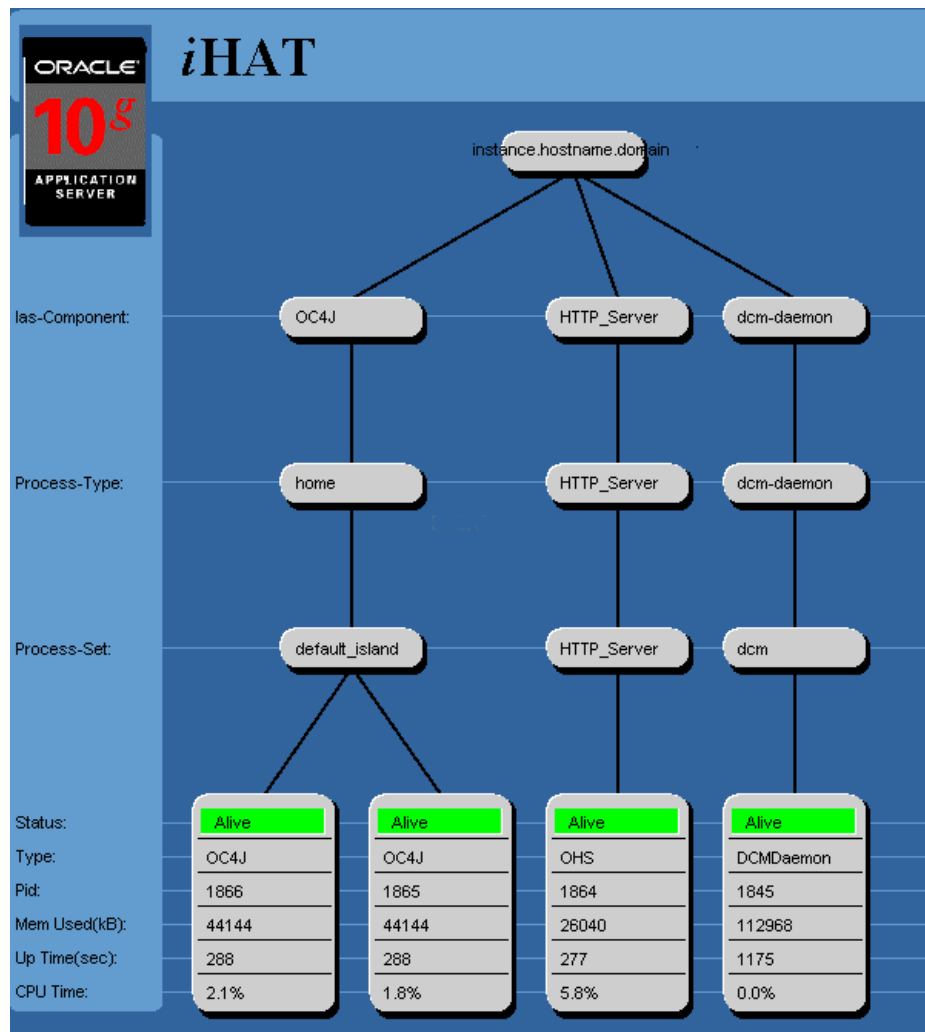 ORACLE
10g
APPLICATION
SERVER
iHAT
instance.hostname.domain
Ias-Component: OC4J HTTP_Server dcm-daemon
Process-Type: home HTTP_Server dcm-daemon
Process-Set: default_island HTTP_Server dcm
Status: Alive Alive Alive Alive
Type: OC4J OC4J OHS DCMDaemon
Pid: 1866 1865 1864 1845
Mem Used(kB): 44144 44144 26040 112968
Up Time(sec): 288 288 277 1175
CPU Time: 2.1% 1.8% 5.8% 0.0%